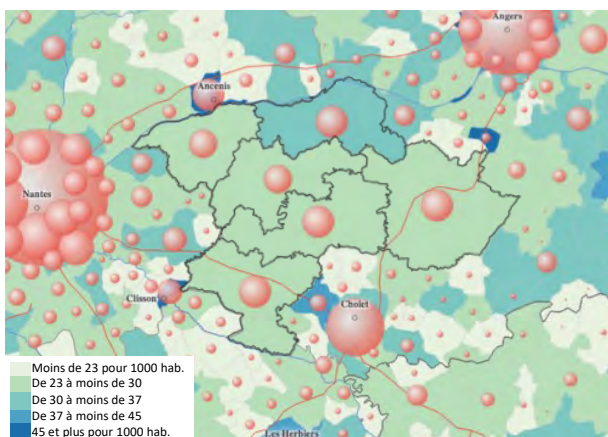 Angers
Ancenis
Nantes
Clisson
Cholet
Moins de 23 pour 1000 hab.
De 23 à moins de 30
De 30 à moins de 37
De 37 à moins de 45
45 et plus pour 1000 hab.
Les Herbiers